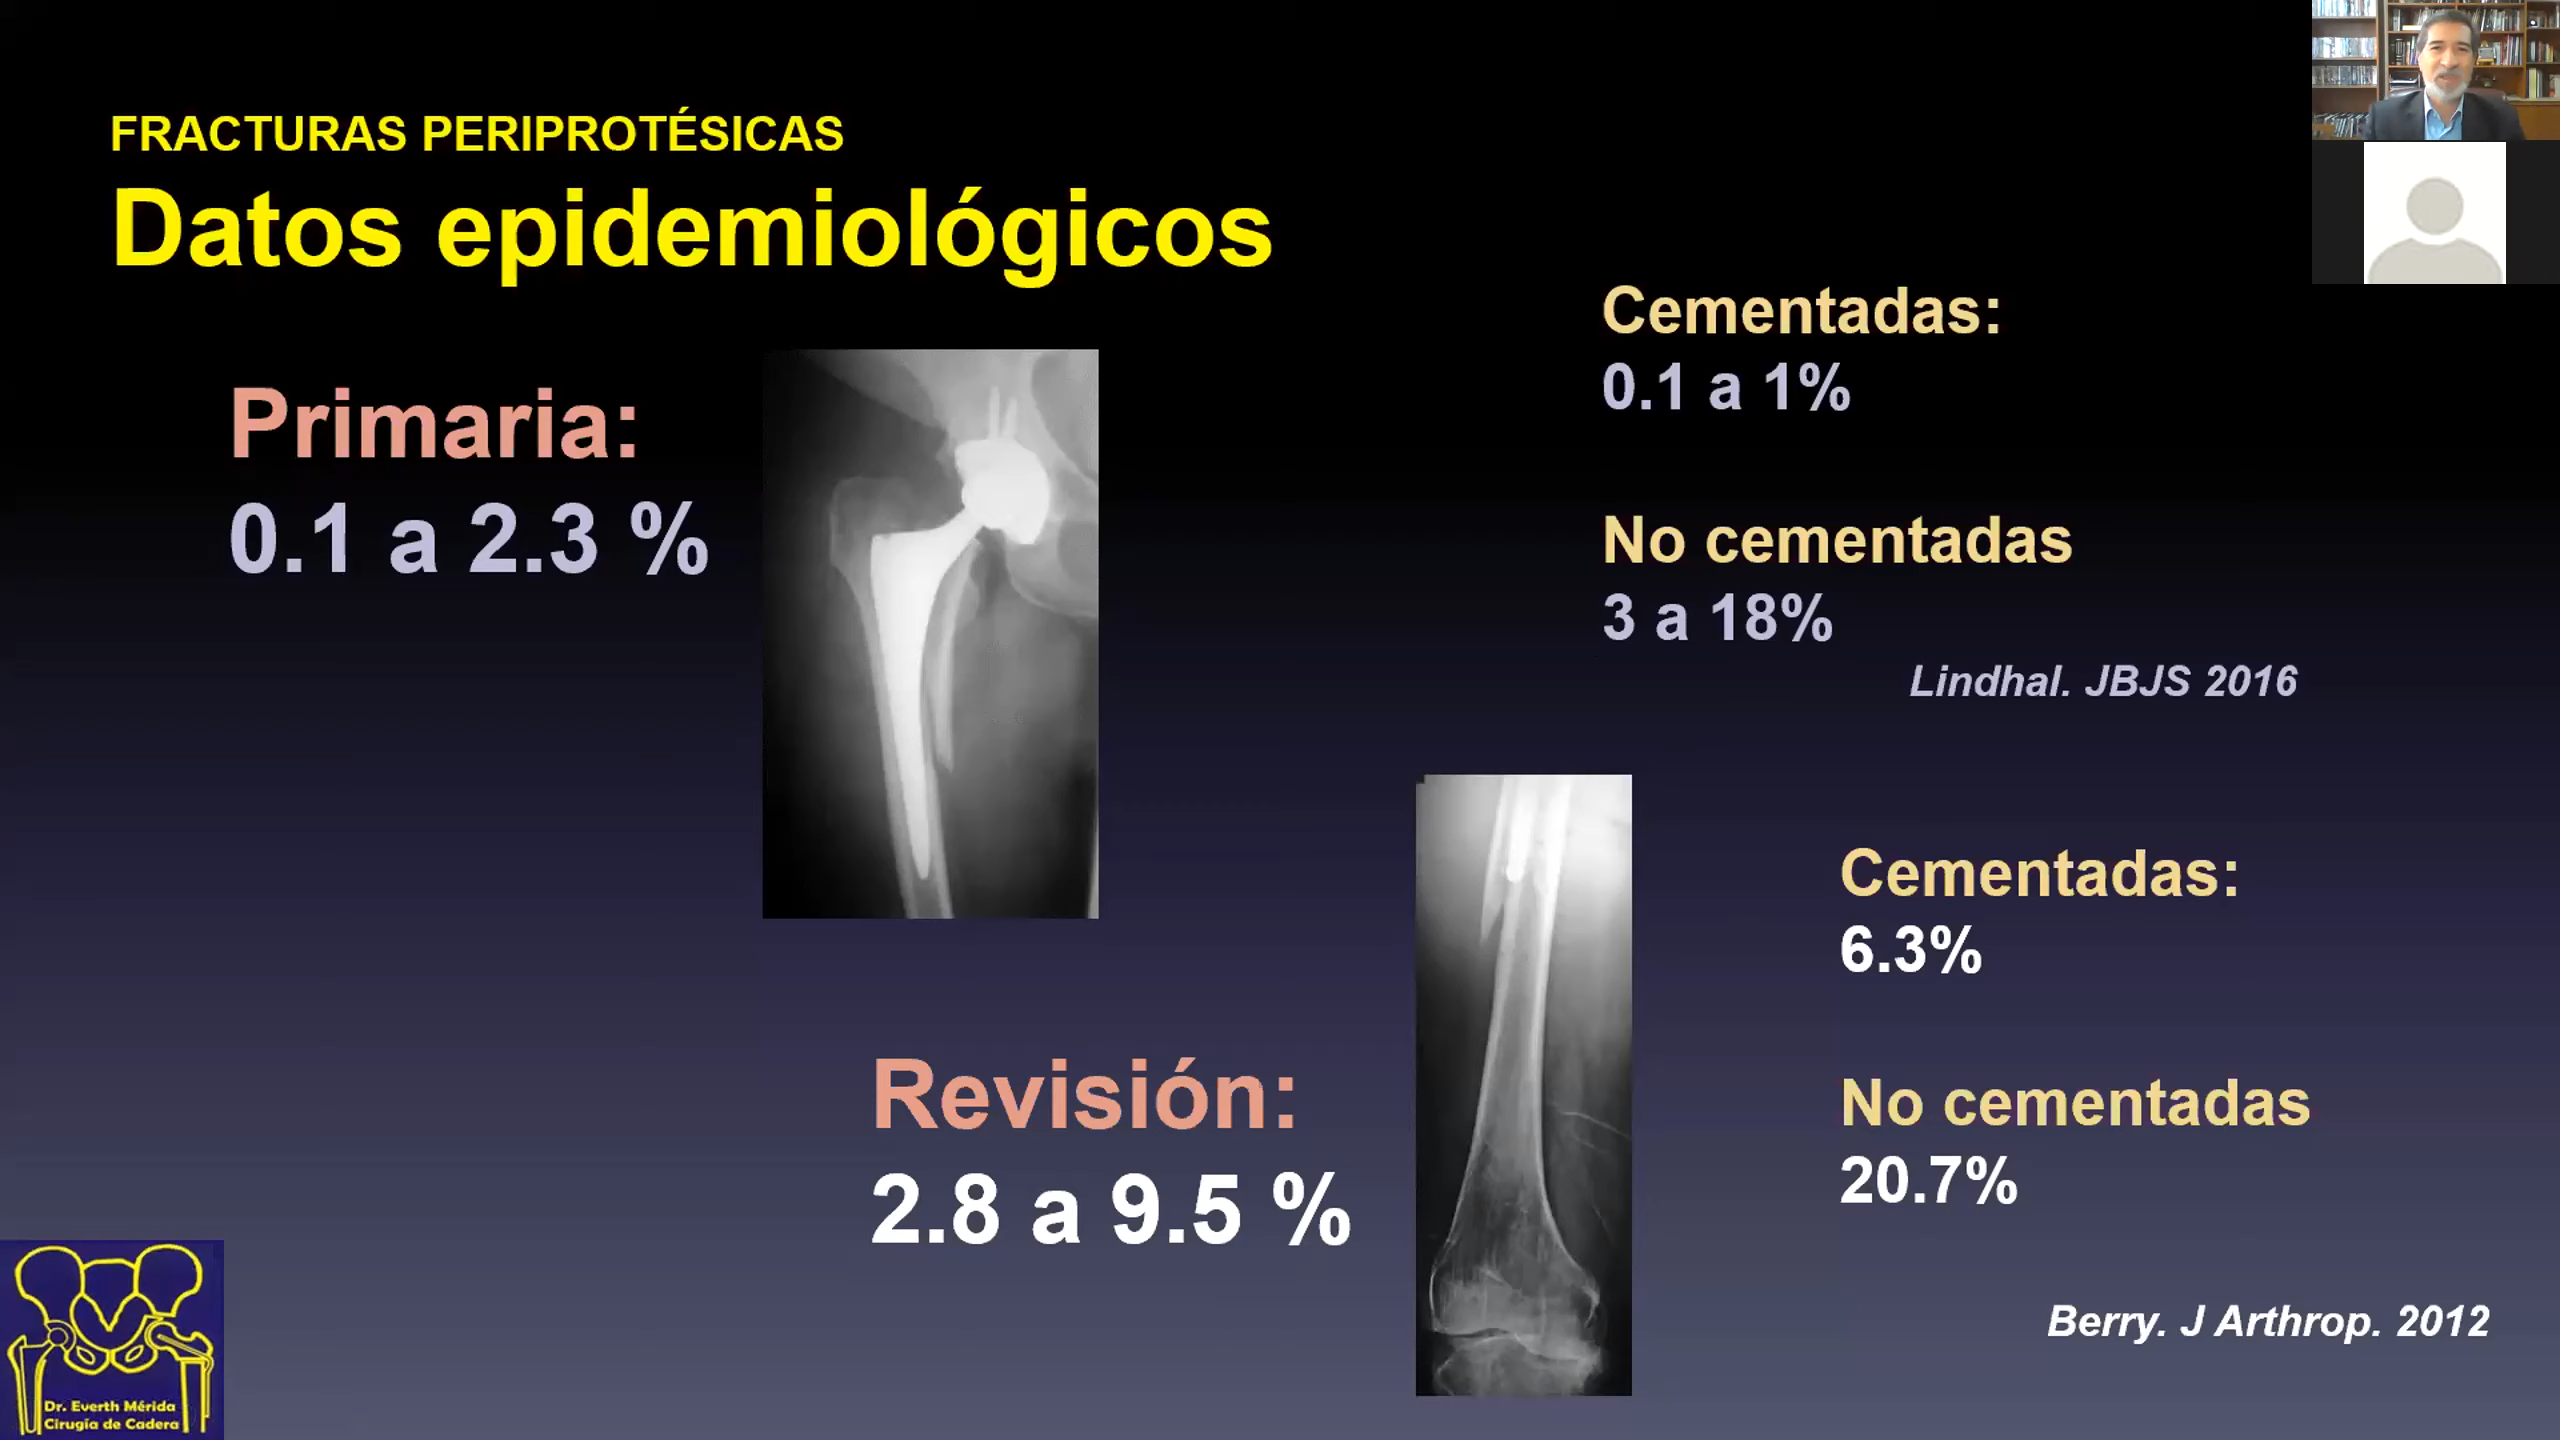 FRACTURAS PERIPROTÉSICAS
Datos epidemiológicos
Primaria:
0.1 a 2.3 %
Cementadas:
0.1 a 1%
No cementadas
3 a 18%
Lindhal. JBJS 2016
Revisión:
2.8 a 9.5 %
Cementadas:
6.3%
No cementadas
20.7%
Berry. J Arthrop. 2012
Dr. Everth Mérida
Cirugía de Cadera